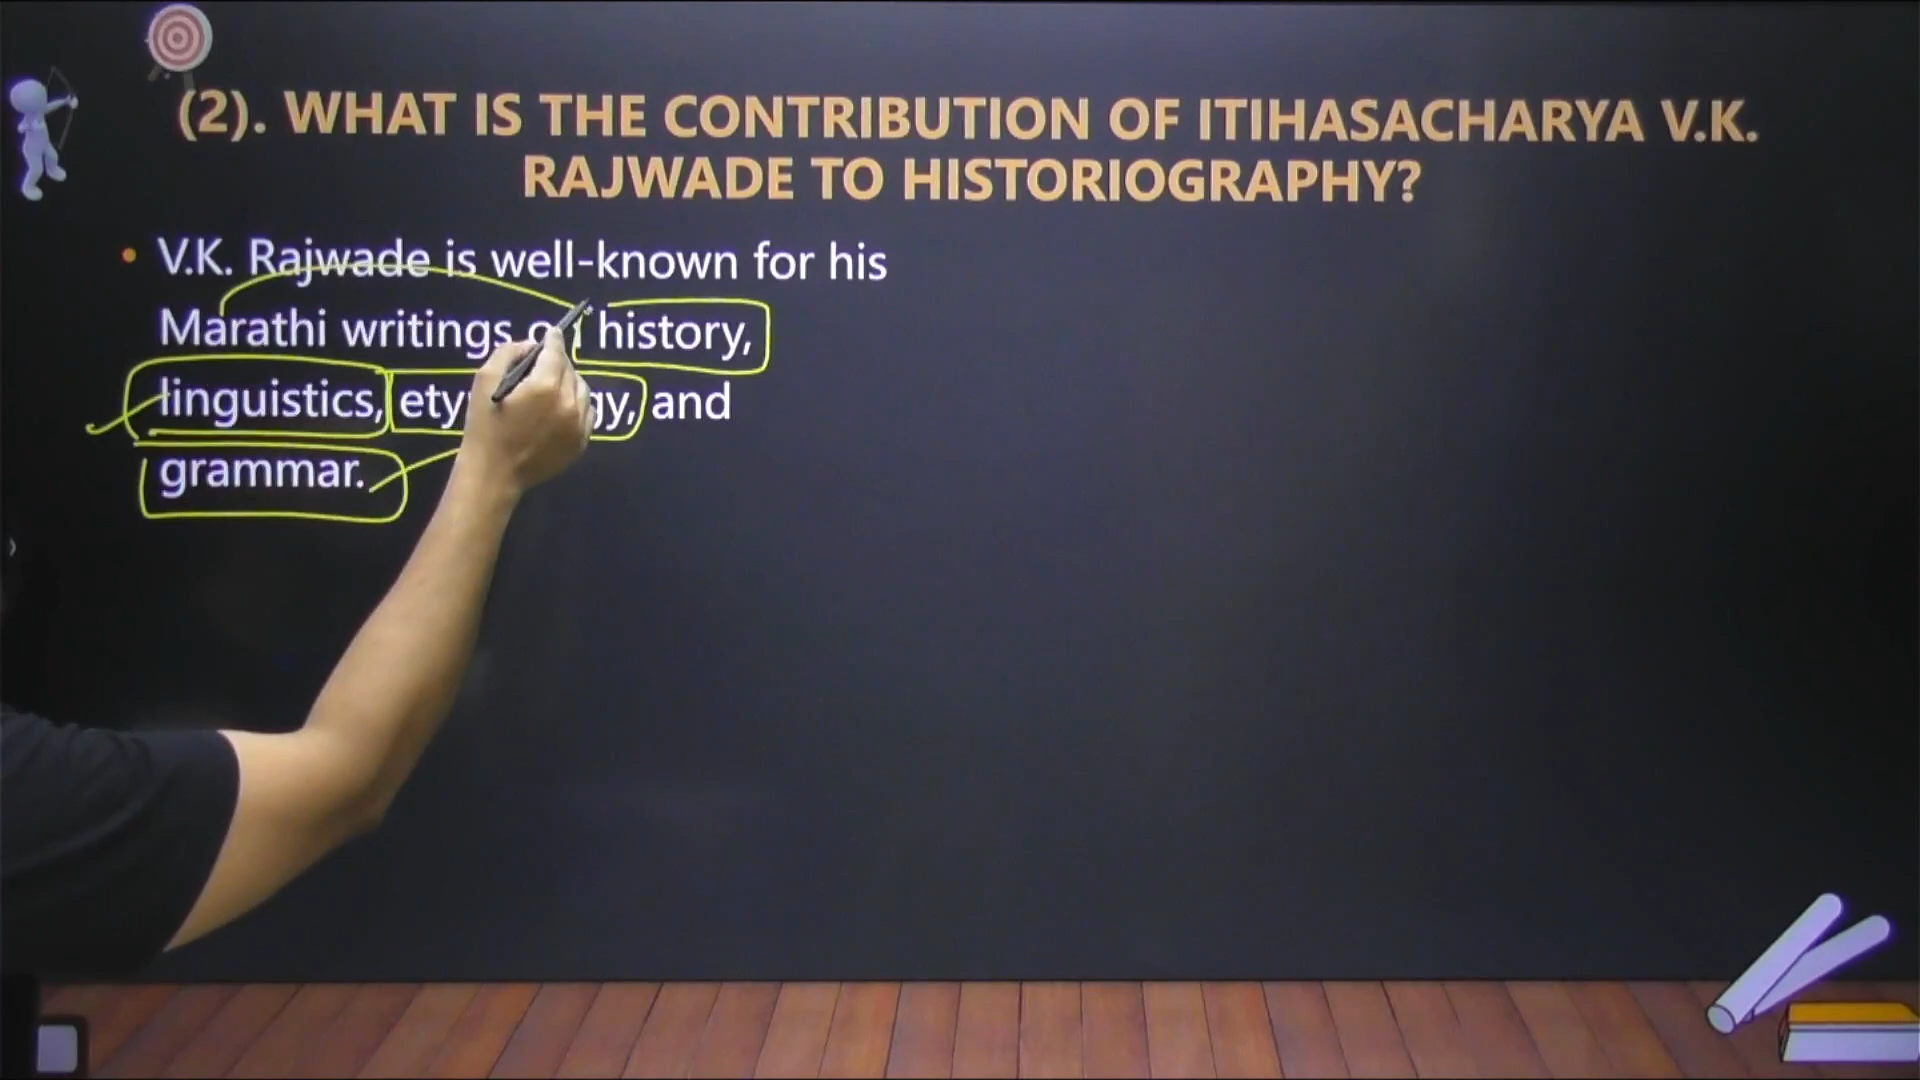 (2). WHAT IS THE CONTRIBUTION OF ITIHASACHARYA V.K.
RAJWADE TO HISTORIOGRAPHY?
• V.K. Rajwade is well-known for his
Marathi writings history,
linguistics, and
grammar.